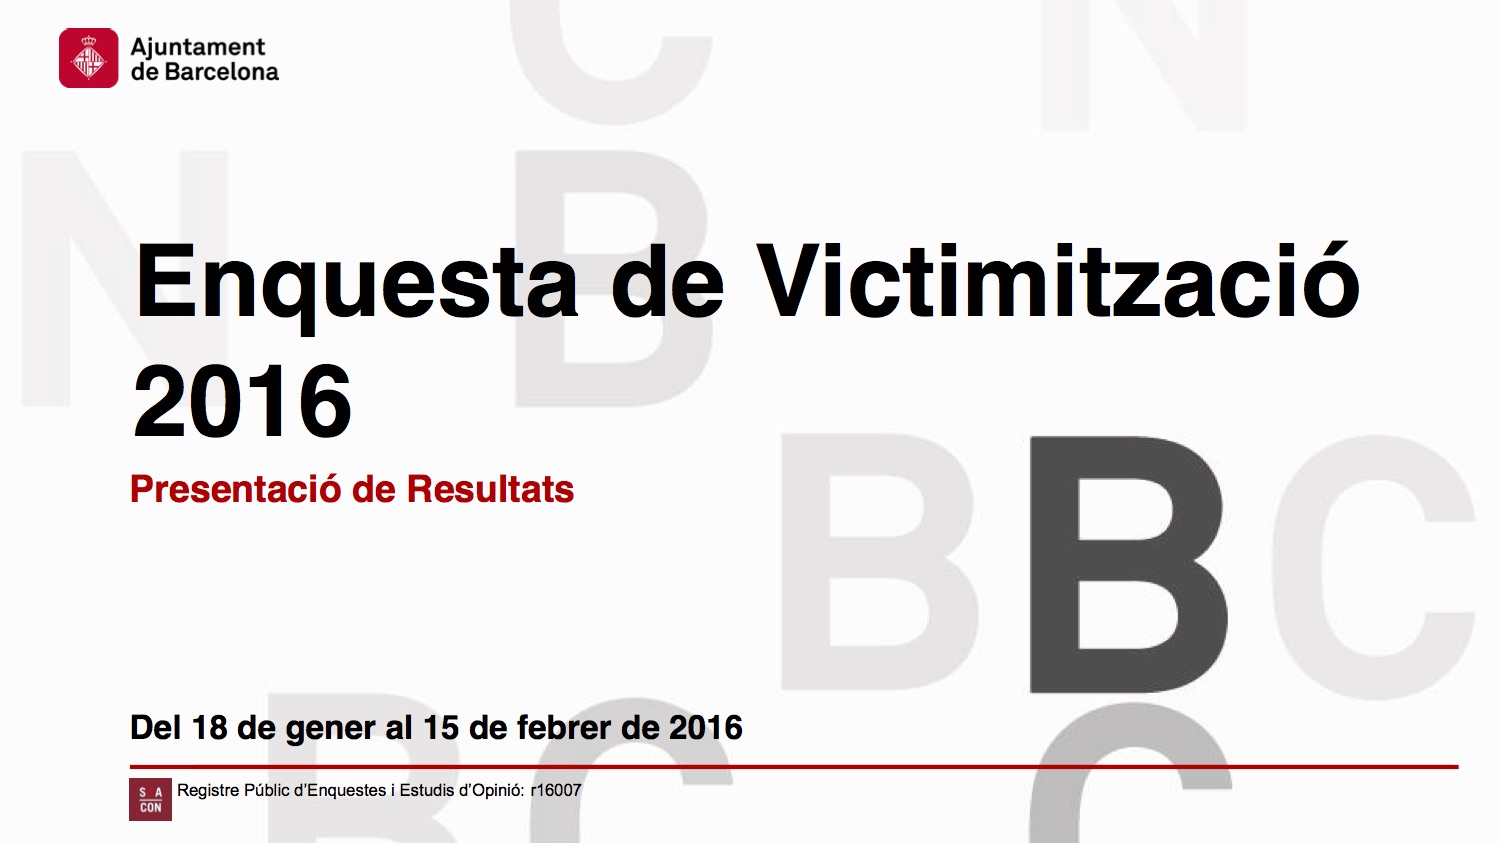 Ajuntament
de Barcelona
C
N
N
B
Enquesta de Victimització
2016
Presentació de Resultats
B
B
C
Del 18 de gener al 15 de febrer de 2016
B
C
C
S A
CON
Registre Públic d’Enquestes i Estudis d’Opinió: r16007